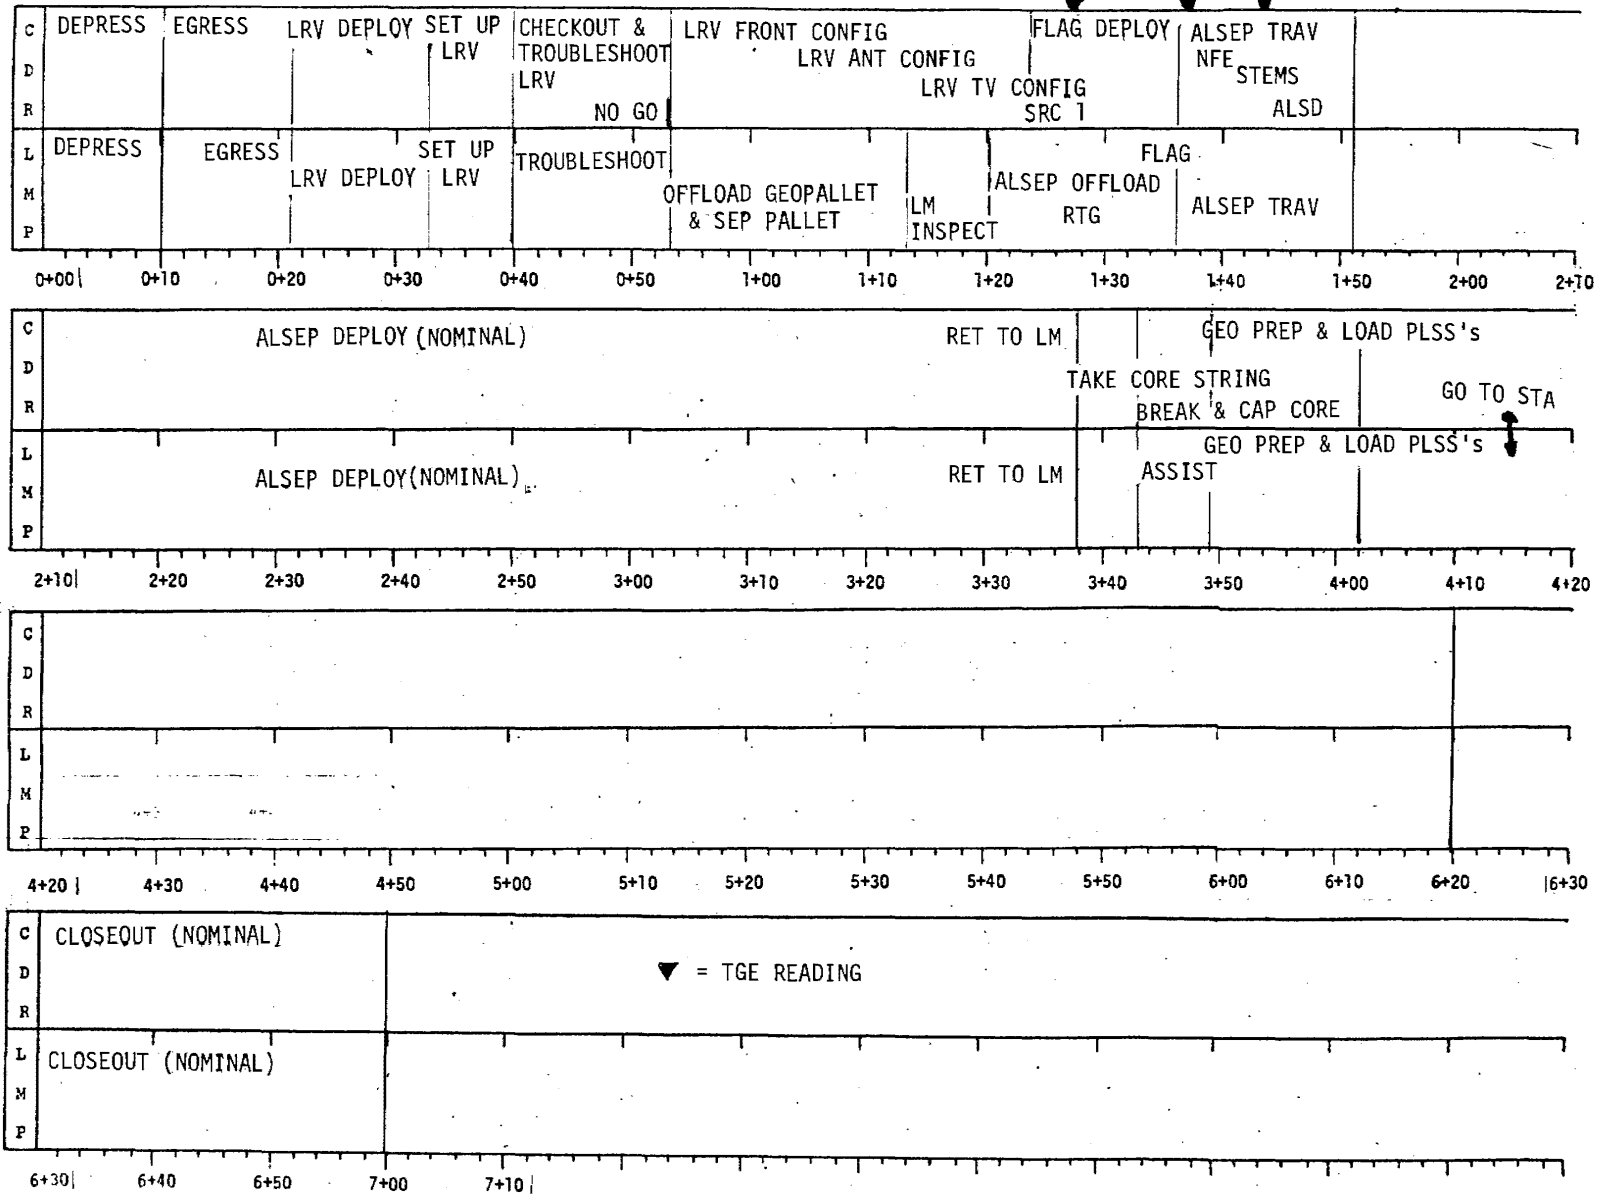 C
D
R
DEPRESS
EGRESS
LRV DEPLOY
SET UP
LRV
CHECKOUT &
TROUBLESHOOT
LRV
NO GO
LRV FRONT CONFIG
LRV ANT CONFIG
LRV TV CONFIG
SRC 1
FLAG DEPLOY
ALSEP TRAV
NFE
STEMS
ALSD
L
M
P
DEPRESS
EGRESS
LRV DEPLOY
SET UP
LRV
TROUBLESHOOT
OFFLOAD GEOPALLET
& SEP PALLET
LM
INSPECT
FLAG
ALSEP OFFLOAD
RTG
ALSEP TRAV
0+00 0+10 0+20 0+30 0+40 0+50 1+00 1+10 1+20 1+30 1+40 1+50 2+00 2+10
C
D
R
ALSEP DEPLOY (NOMINAL)
RET TO LM
GEO PREP & LOAD PLSS's
TAKE CORE STRING
BREAK & CAP CORE
GO TO STA
L
M
P
ALSEP DEPLOY(NOMINAL)
RET TO LM
ASSIST
GEO PREP & LOAD PLSS's
2+10 2+20 2+30 2+40 2+50 3+00 3+10 3+20 3+30 3+40 3+50 4+00 4+10 4+20
C
D
R
L
M
P
4+20 4+30 4+40 4+50 5+00 5+10 5+20 5+30 5+40 5+50 6+00 6+10 6+20 6+30
C
D
R
CLOSEOUT (NOMINAL)
▼ = TGE READING
L
M
P
CLOSEOUT (NOMINAL)
6+30 6+40 6+50 7+00 7+10